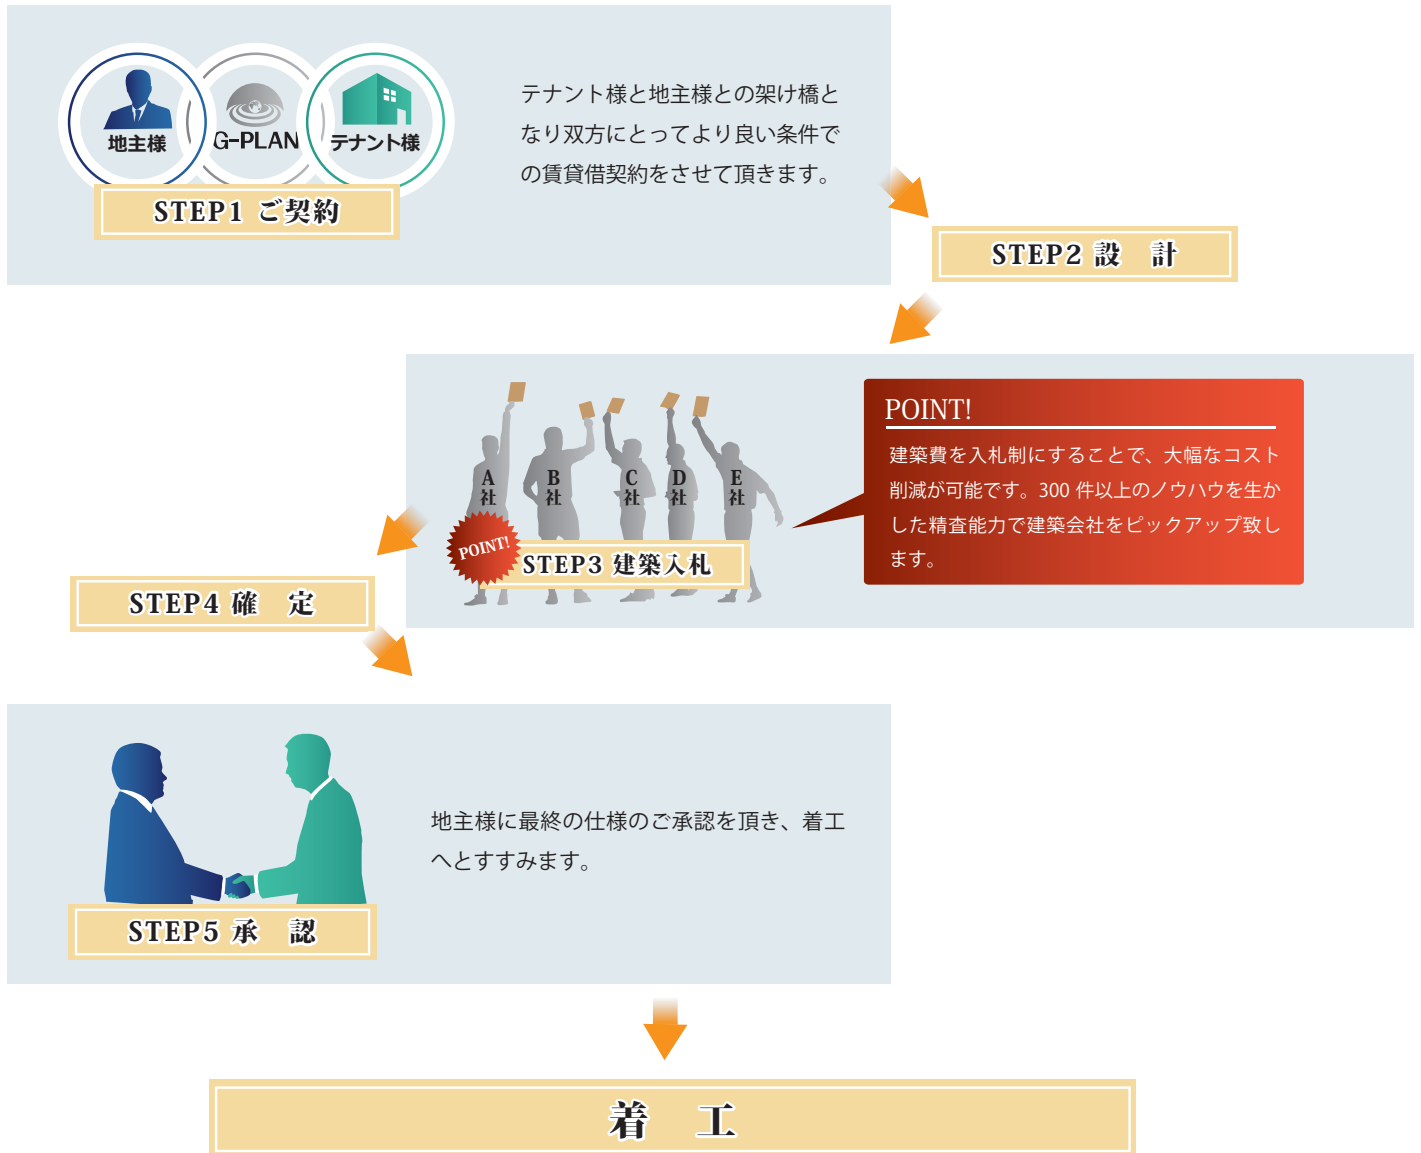 地主様
G-PLAN
テナント様
STEP1 ご契約
テナント様と地主様との架け橋と
なり双方にとってより良い条件で
の賃貸借契約をさせて頂きます。
STEP2 設　計
A社
B社
C社
D社
E社
POINT!
STEP3 建築入札
POINT!
建築費を入札制にすることで、大幅なコスト
削減が可能です。300 件以上のノウハウを生か
した精査能力で建築会社をピックアップ致し
ます。
STEP4 確　定
地主様に最終の仕様のご承認を頂き、着工
へとすすみます。
STEP5 承　認
着　工